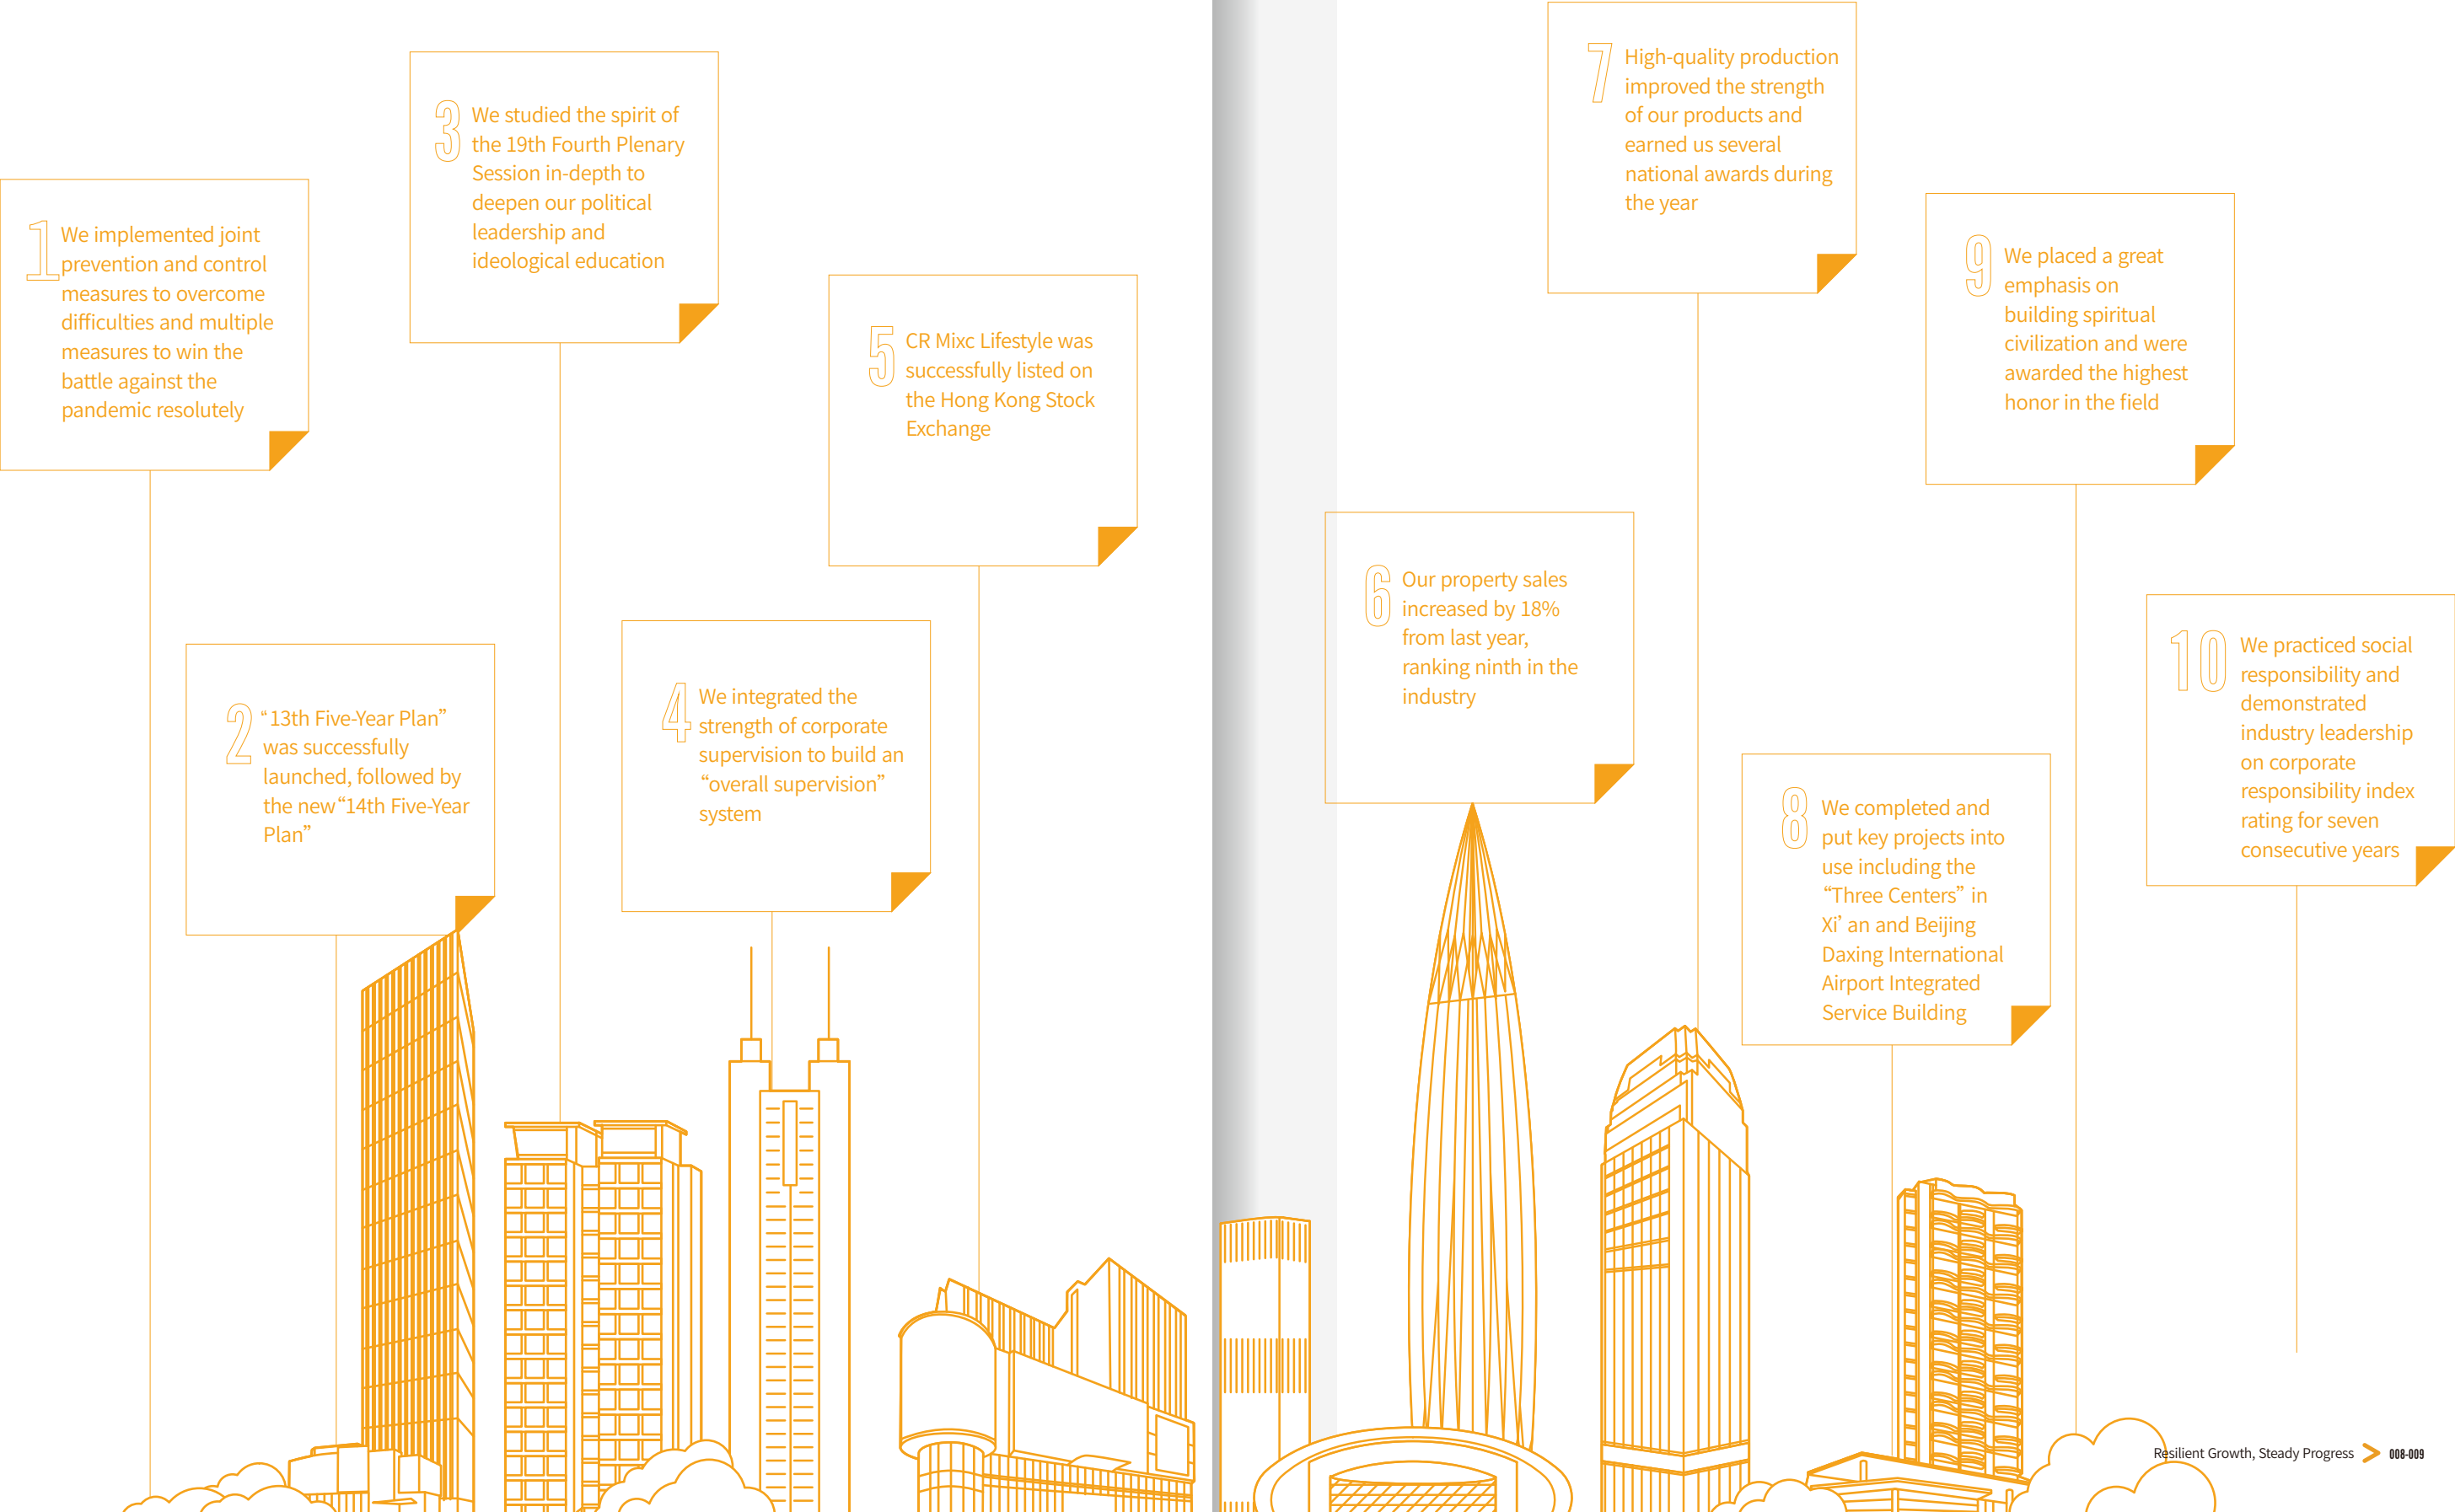 1
We implemented joint
prevention and control
measures to overcome
difficulties and multiple
measures to win the
battle against the
pandemic resolutely
2
“13th Five-Year Plan”
was successfully
launched, followed by
the new“14th Five-Year
Plan”
3
We studied the spirit of
the 19th Fourth Plenary
Session in-depth to
deepen our political
leadership and
ideological education
4
We integrated the
strength of corporate
supervision to build an
“overall supervision”
system
5
CR Mixc Lifestyle was
successfully listed on
the Hong Kong Stock
Exchange
6
Our property sales
increased by 18%
from last year,
ranking ninth in the
industry
7
High-quality production
improved the strength
of our products and
earned us several
national awards during
the year
8
We completed and
put key projects into
use including the
“Three Centers” in
Xi’an and Beijing
Daxing International
Airport Integrated
Service Building
9
We placed a great
emphasis on
building spiritual
civilization and were
awarded the highest
honor in the field
10
We practiced social
responsibility and
demonstrated
industry leadership
on corporate
responsibility index
rating for seven
consecutive years
Resilient Growth, Steady Progress 008-009